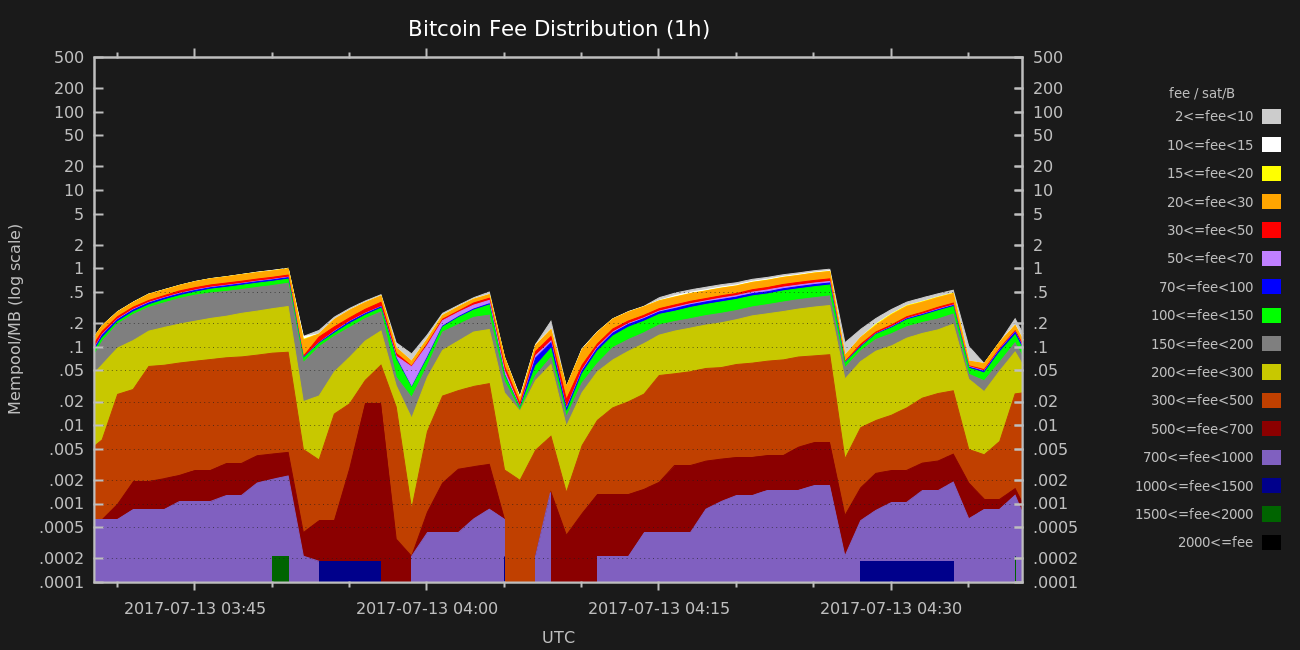 Bitcoin Fee Distribution (1h)
500
200
100
50
20
10
5
2
1
.5
.2
.1
.05
.02
.01
.005
.002
.001
.0005
.0002
.0001
Mempool/MB (log scale)
500
200
100
50
20
10
5
2
1
.5
.2
.1
.05
.02
.01
.005
.002
.001
.0005
.0002
.0001
2017-07-13 03:45
2017-07-13 04:00
2017-07-13 04:15
2017-07-13 04:30
UTC
fee / sat/B
2<=fee<10
10<=fee<15
15<=fee<20
20<=fee<30
30<=fee<50
50<=fee<70
70<=fee<100
100<=fee<150
150<=fee<200
200<=fee<300
300<=fee<500
500<=fee<700
700<=fee<1000
1000<=fee<1500
1500<=fee<2000
2000<=fee